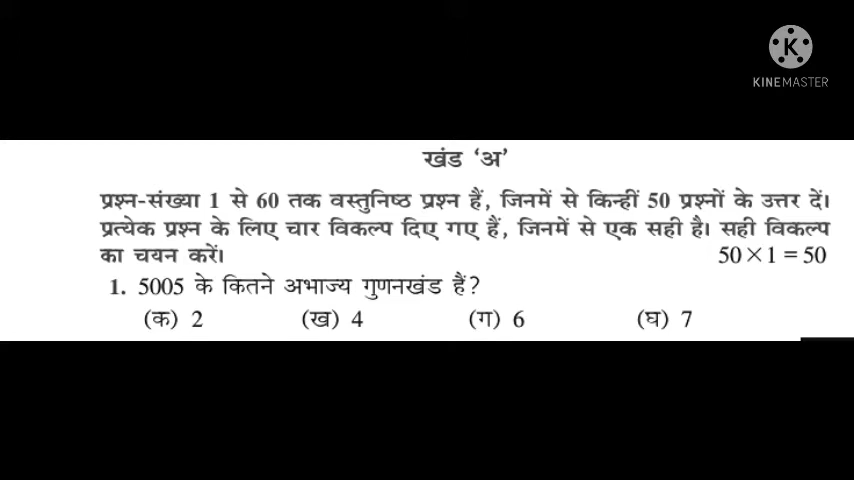 K
KINEMASTER
खंड ‘अ’
प्रश्न-संख्या 1 से 60 तक वस्तुनिष्ठ प्रश्न हैं, जिनमें से किन्हीं 50 प्रश्नों के उत्तर दें।
प्रत्येक प्रश्न के लिए चार विकल्प दिए गए हैं, जिनमें से एक सही है। सही विकल्प
का चयन करें। 50×1=50
1. 5005 के कितने अभाज्य गुणनखंड हैं?
(क) 2 (ख) 4 (ग) 6 (घ) 7